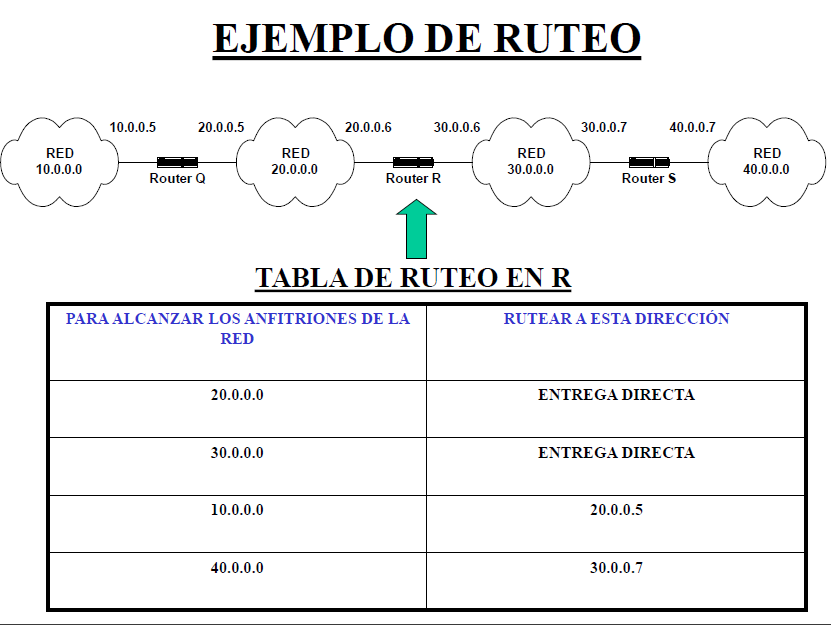 EJEMPLO DE RUTEO
10.0.0.5
20.0.0.5
20.0.0.6
30.0.0.6
30.0.0.7
40.0.0.7
RED
10.0.0.0
RED
20.0.0.0
RED
30.0.0.0
RED
40.0.0.0
Router Q
Router R
Router S
TABLA DE RUTEO EN R
PARA ALCANZAR LOS ANFITRIONES DE LA
RED
RUTEAR A ESTA DIRECCIÓN
20.0.0.0
ENTREGA DIRECTA
30.0.0.0
ENTREGA DIRECTA
10.0.0.0
20.0.0.5
40.0.0.0
30.0.0.7